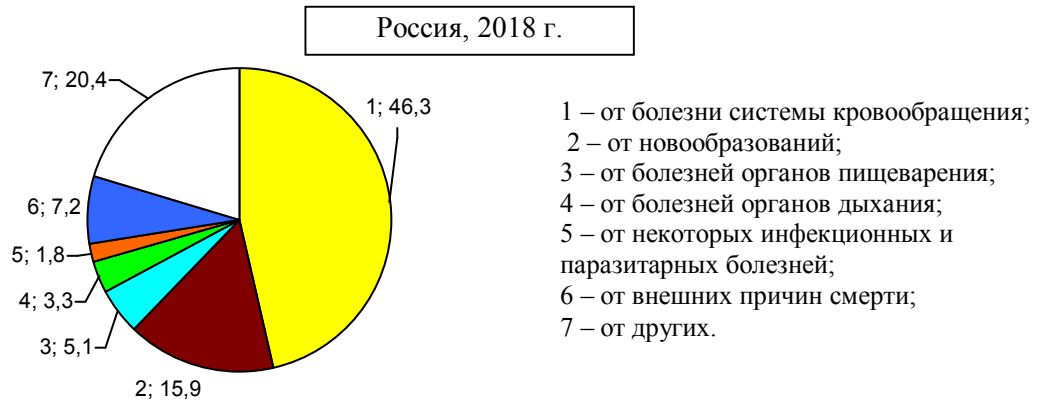 Россия, 2018 г.
7; 20,4
1; 46,3
6; 7,2
5; 1,8
4; 3,3
3; 5,1
2; 15,9
1 – от болезни системы кровообращения;
2 – от новообразований;
3 – от болезней органов пищеварения;
4 – от болезней органов дыхания;
5 – от некоторых инфекционных и
паразитарных болезней;
6 – от внешних причин смерти;
7 – от других.